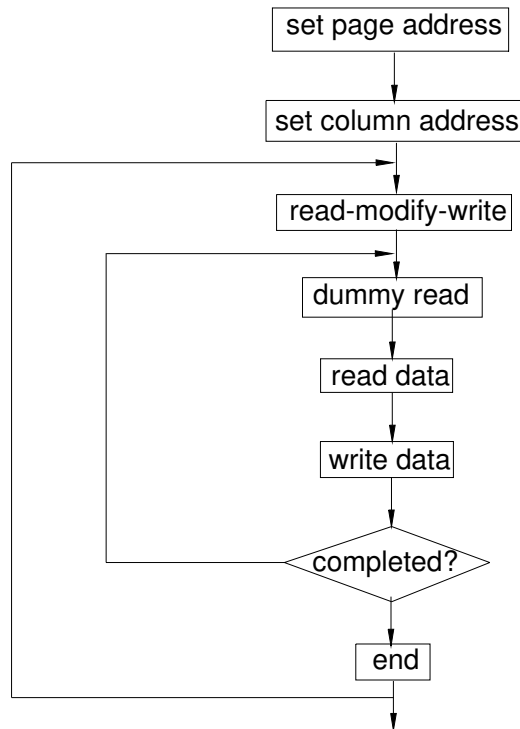 set page address
set column address
read-modify-write
dummy read
read data
write data
completed?
end